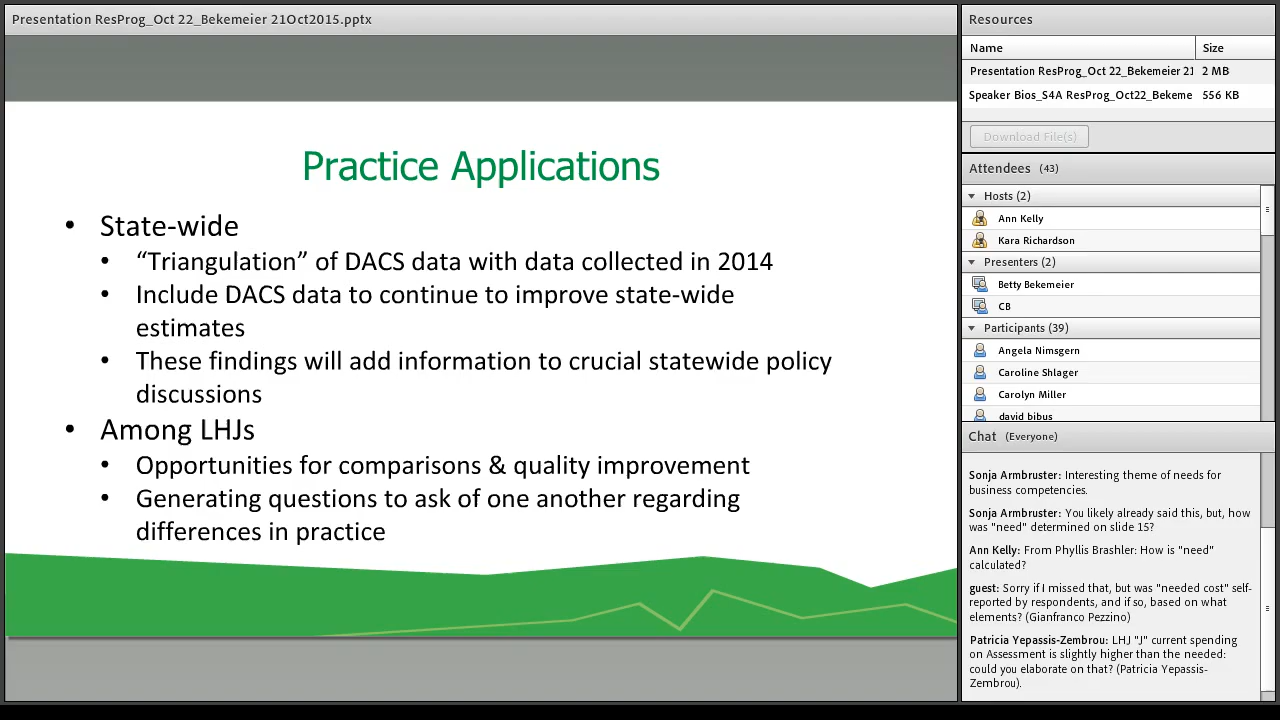 Presentation ResProg_Oct 22_Bekemeier 21Oct2015.pptx
Practice Applications
• State-wide
• “Triangulation” of DACS data with data collected in 2014
• Include DACS data to continue to improve state-wide
estimates
• These findings will add information to crucial statewide policy
discussions
• Among LHJs
• Opportunities for comparisons & quality improvement
• Generating questions to ask of one another regarding
differences in practice
Resources
Name Size
Presentation ResProg_Oct 22_Bekemeier 21 2 MB
Speaker Bios_S4A ResProg_Oct22_Bekeme 556 KB
Download File(s)
Attendees (43)
Hosts (2)
Ann Kelly
Kara Richardson
Presenters (2)
Betty Bekemeier
CB
Participants (39)
Angela Nimsgern
Caroline Shlager
Carolyn Miller
david bibus
Chat (Everyone)
Sonja Armbruster: Interesting theme of needs for
business competencies.
Sonja Armbruster: You likely already said this, but, how
was "need" determined on slide 15?
Ann Kelly: From Phyllis Brashler: How is "need"
calculated?
guest: Sorry if I missed that, but was "needed cost" self-
reported by respondents, and if so, based on what
elements? (Gianfranco Pezzino)
Patricia Yepassis-Zembrou: LHJ "J" current spending
on Assessment is slightly higher than the needed:
could you elaborate on that? (Patricia Yepassis-
Zembrou).